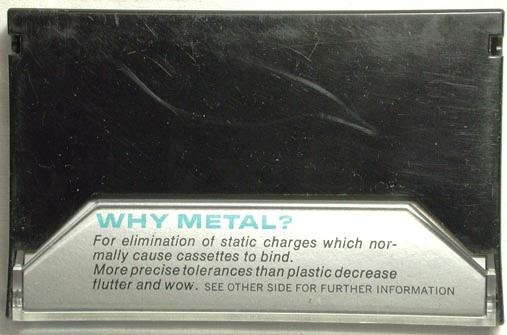 WHY METAL?
For elimination of static charges which nor-
mally cause cassettes to bind.
More precise tolerances than plastic decrease
flutter and wow. SEE OTHER SIDE FOR FURTHER INFORMATION